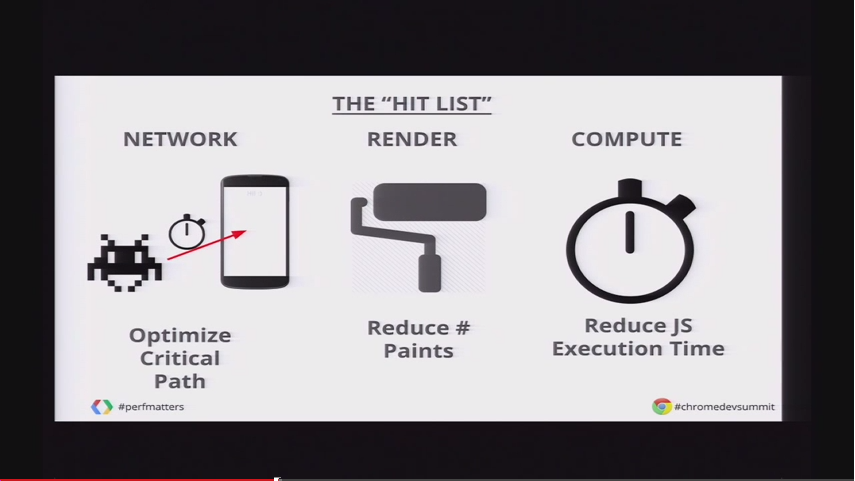 THE “HIT LIST”
NETWORK
RENDER
COMPUTE
Optimize
Critical
Path
Reduce #
Paints
Reduce JS
Execution Time
#perfmatters
#chromedevsummit